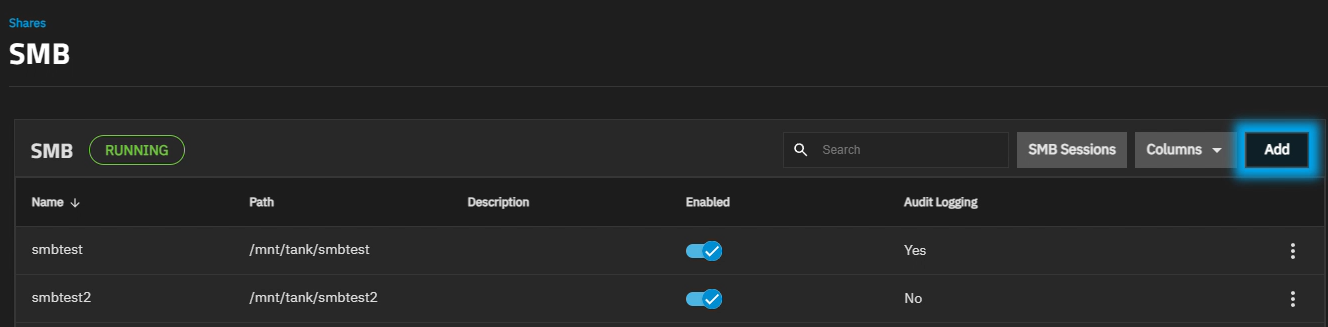 Shares
SMB
SMB RUNNING Search SMB Sessions Columns Add
Name Path Description Enabled Audit Logging
smbtest /mnt/tank/smbtest Yes
smbtest2 /mnt/tank/smbtest2 No